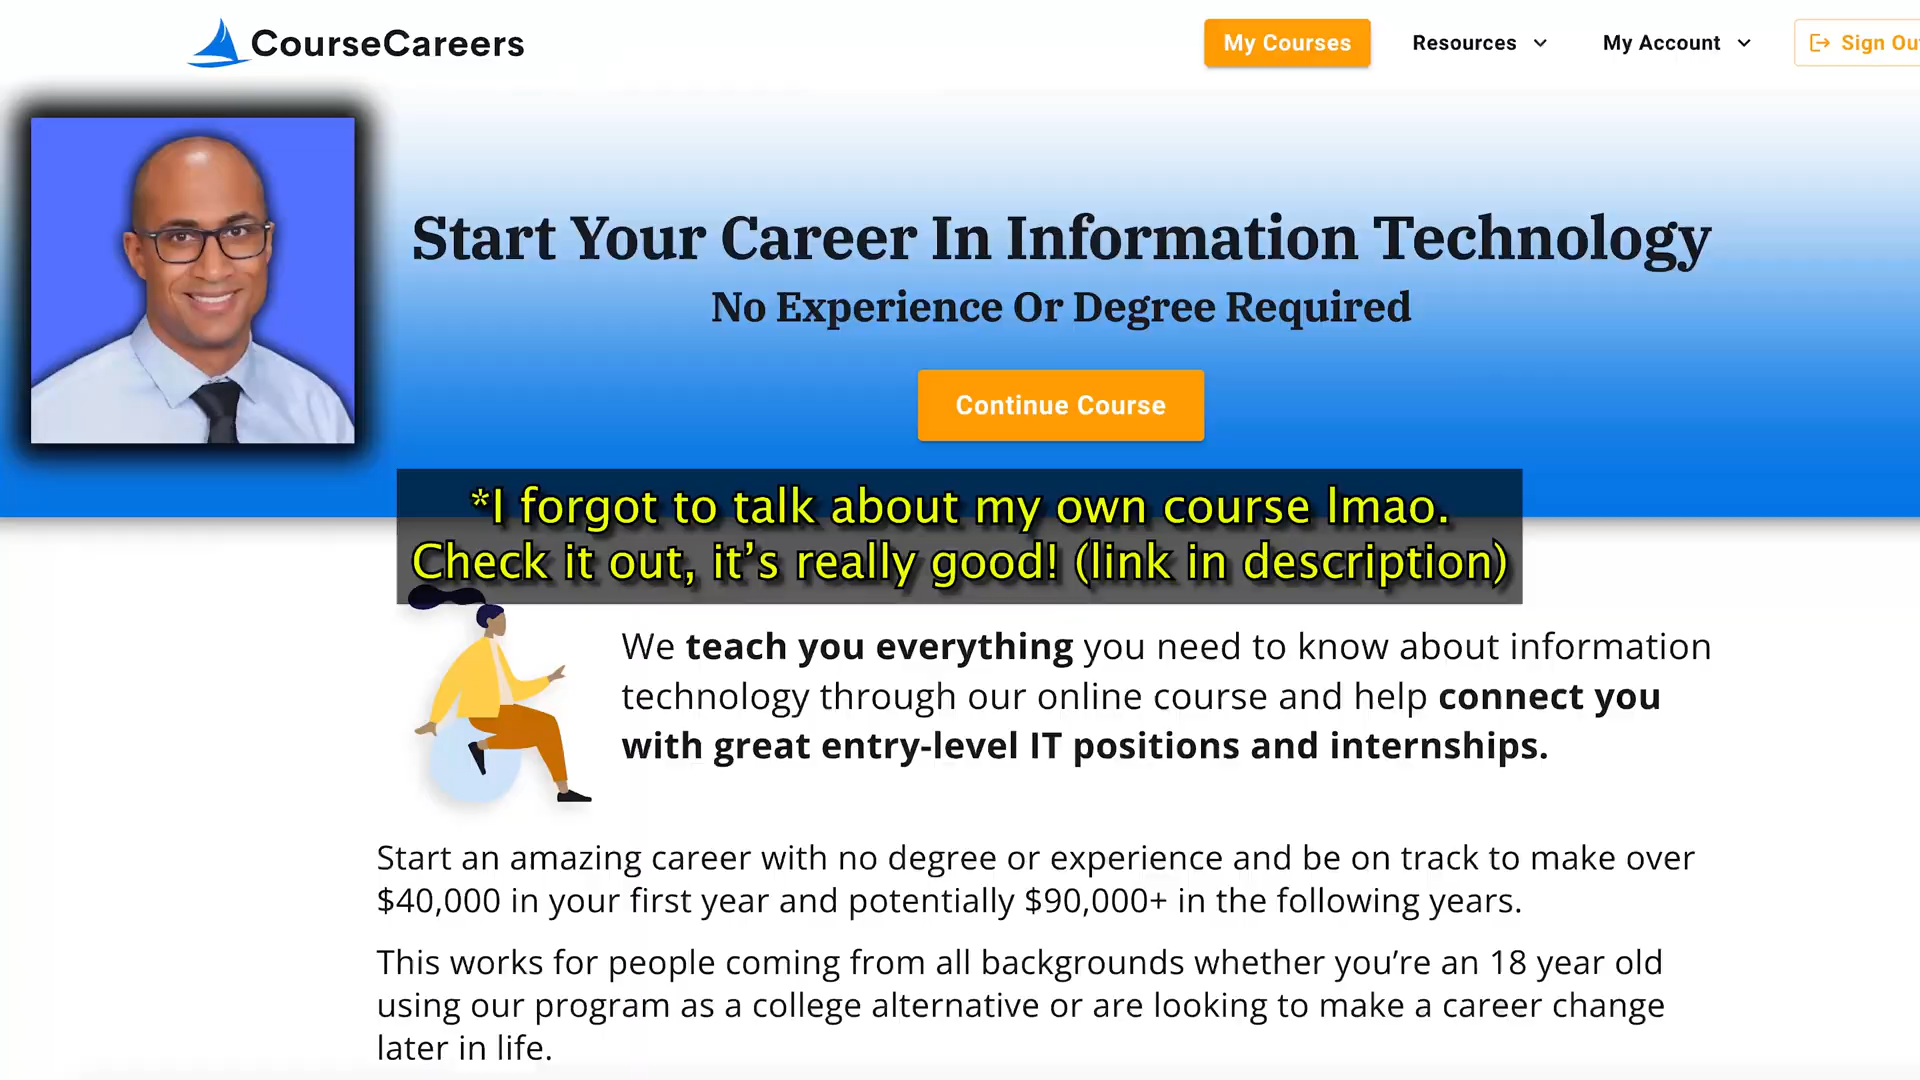 CourseCareers
My Courses
Resources
My Account
Sign Ou
Start Your Career In Information Technology
No Experience Or Degree Required
Continue Course
*I forgot to talk about my own course lmao.
Check it out, it’s really good! (link in description)
We teach you everything you need to know about information
technology through our online course and help connect you
with great entry-level IT positions and internships.
Start an amazing career with no degree or experience and be on track to make over
$40,000 in your first year and potentially $90,000+ in the following years.
This works for people coming from all backgrounds whether you’re an 18 year old
using our program as a college alternative or are looking to make a career change
later in life.